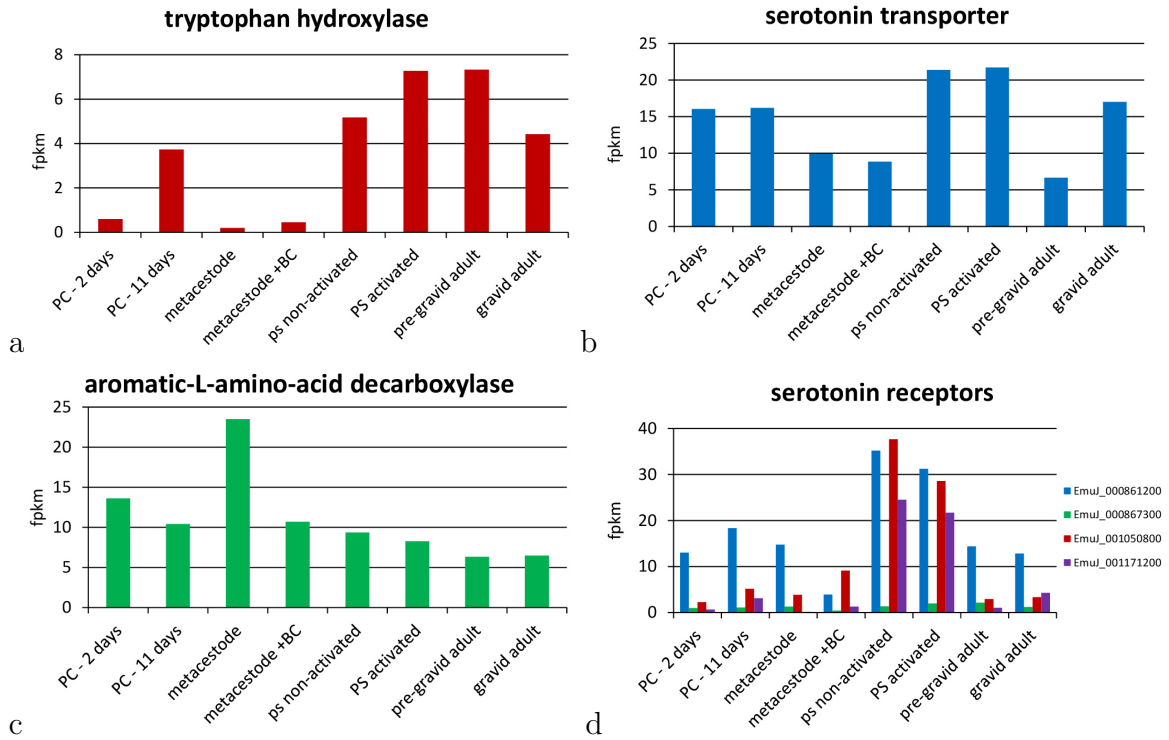 tryptophan hydroxylase
8
6
4
2
0
fpkm
PC - 2 days
PC - 11 days
metacestode
metacestode +BC
ps non-activated
PS activated
pre-gravid adult
gravid adult
a
serotonin transporter
25
20
15
10
5
0
fpkm
PC - 2 days
PC - 11 days
metacestode
metacestode +BC
ps non-activated
PS activated
pre-gravid adult
gravid adult
b
aromatic-L-amino-acid decarboxylase
25
20
15
10
5
0
fpkm
PC - 2 days
PC - 11 days
metacestode
metacestode +BC
ps non-activated
PS activated
pre-gravid adult
gravid adult
c
serotonin receptors
40
30
20
10
0
fpkm
PC - 2 days
PC - 11 days
metacestode
metacestode +BC
ps non-activated
PS activated
pre-gravid adult
gravid adult
EmuJ_000861200
EmuJ_000867300
EmuJ_001050800
EmuJ_001171200
d